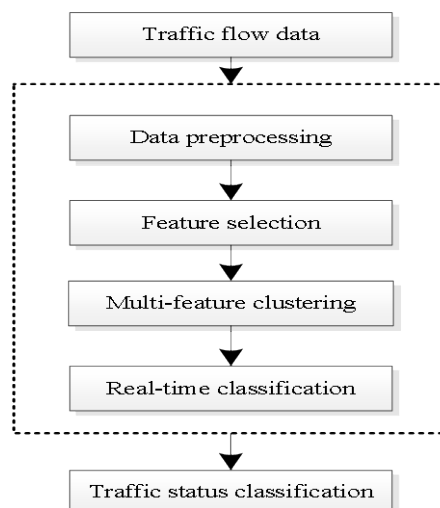 Traffic flow data
Data preprocessing
Feature selection
Multi-feature clustering
Real-time classification
Traffic status classification